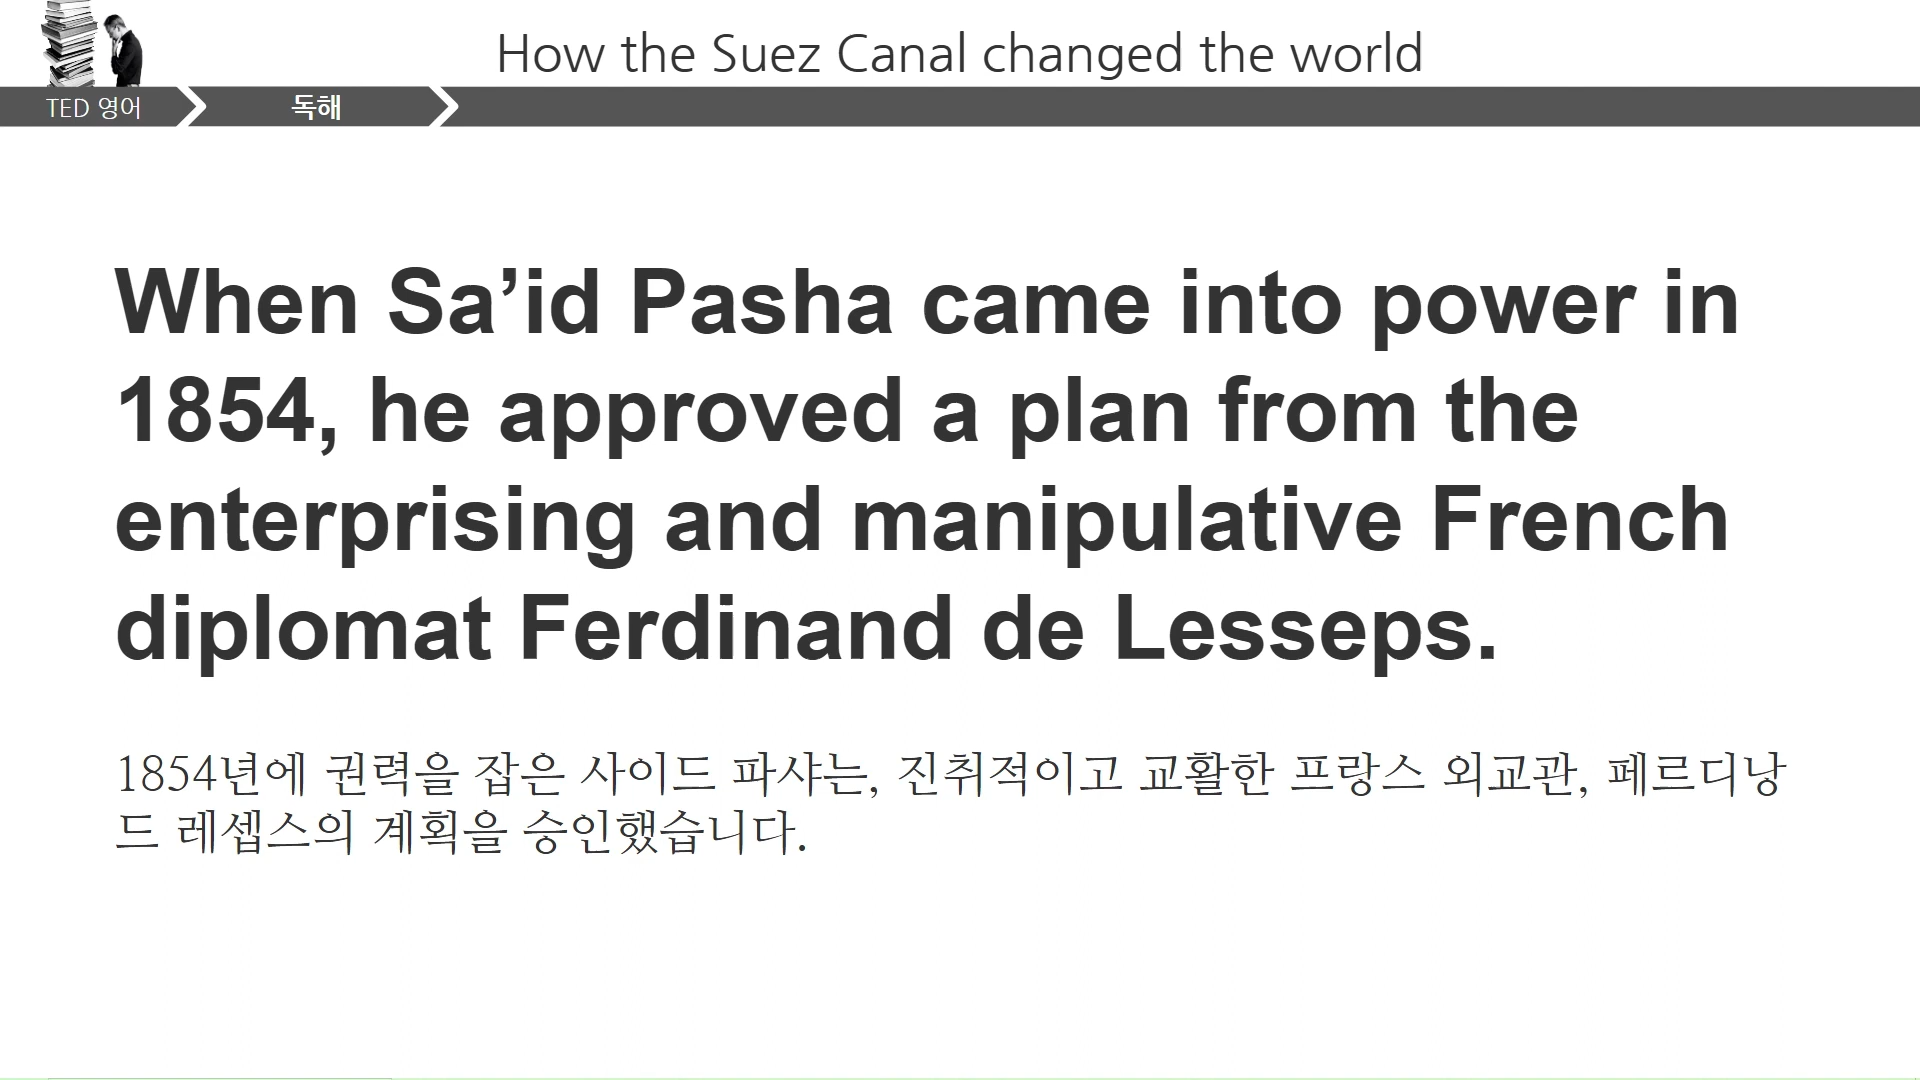 How the Suez Canal changed the world
TED 영어
독해
When Sa’id Pasha came into power in
1854, he approved a plan from the
enterprising and manipulative French
diplomat Ferdinand de Lesseps.
1854년에 권력을 잡은 사이드 파샤는, 진취적이고 교활한 프랑스 외교관, 페르디낭
드 레셉스의 계획을 승인했습니다.